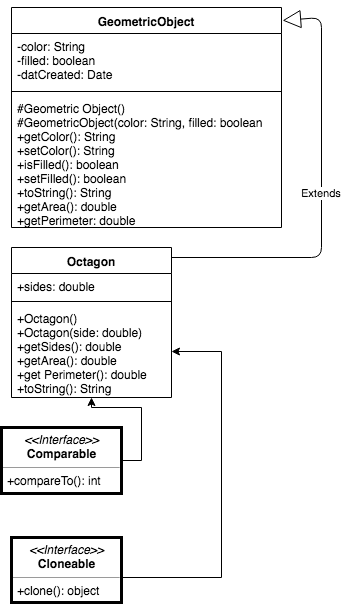 GeometricObject
-color: String
-filled: boolean
-datCreated: Date
#Geometric Object()
#GeometricObject(color: String, filled: boolean
+getColor(): String
+setColor(): String
+isFilled(): boolean
+setFilled(): boolean
+toString(): String
+getArea(): double
+getPerimeter: double
Extends
Octagon
+sides: double
+Octagon()
+Octagon(side: double)
+getSides(): double
+getArea(): double
+get Perimeter(): double
+toString(): String
<<Interface>>
Comparable
+compareTo(): int
<<Interface>>
Cloneable
+clone(): object